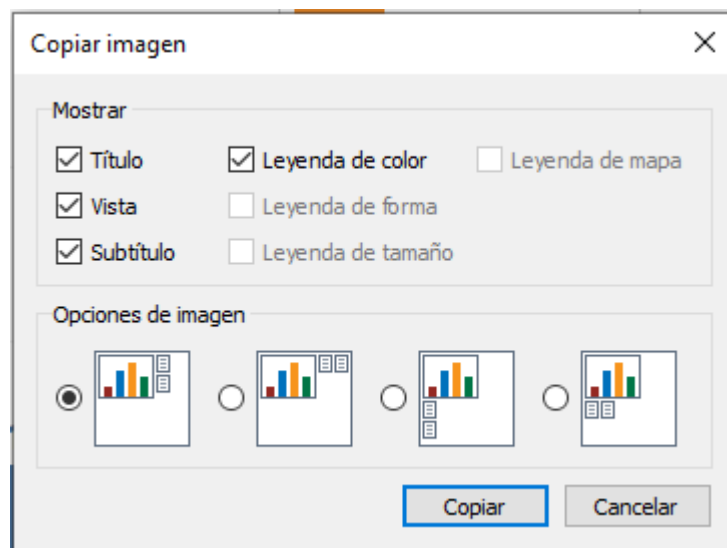 Copiar imagen
Mostrar
Título Leyenda de color Leyenda de mapa
Vista Leyenda de forma
Subtítulo Leyenda de tamaño
Opciones de imagen
Copiar Cancelar